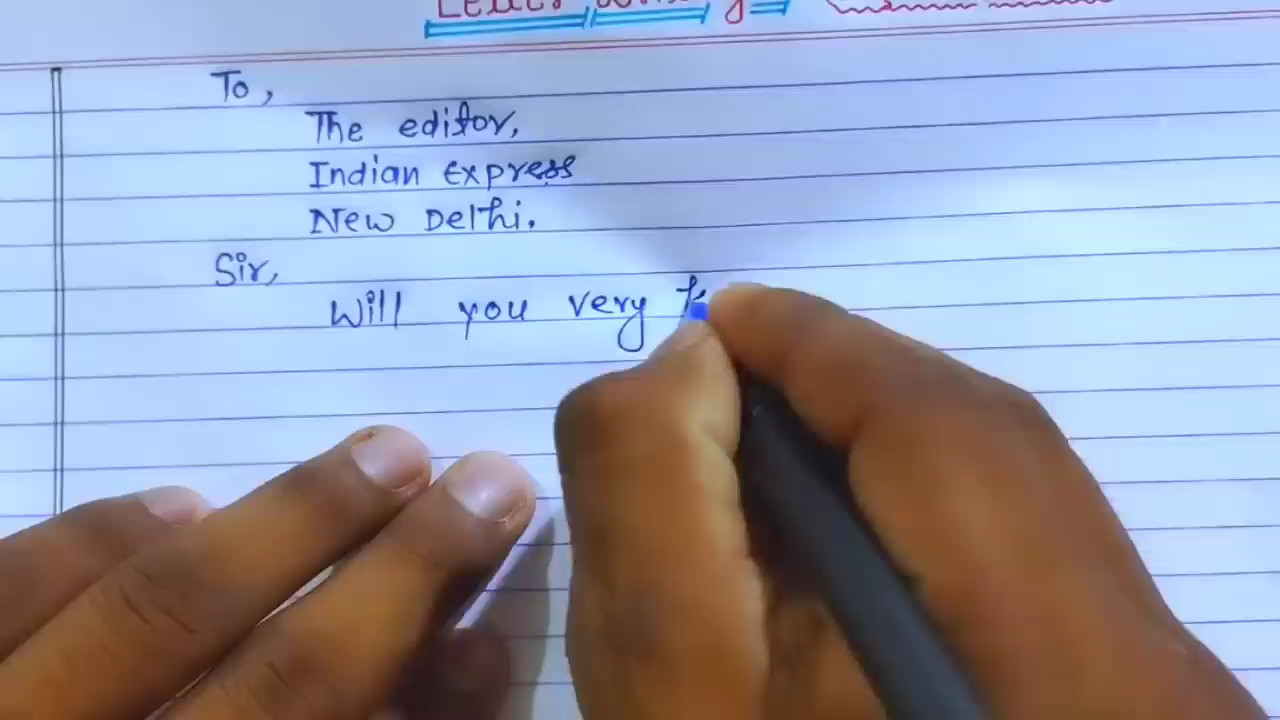 To,
The editor,
Indian Express
New Delhi.
Sir,
Will you very